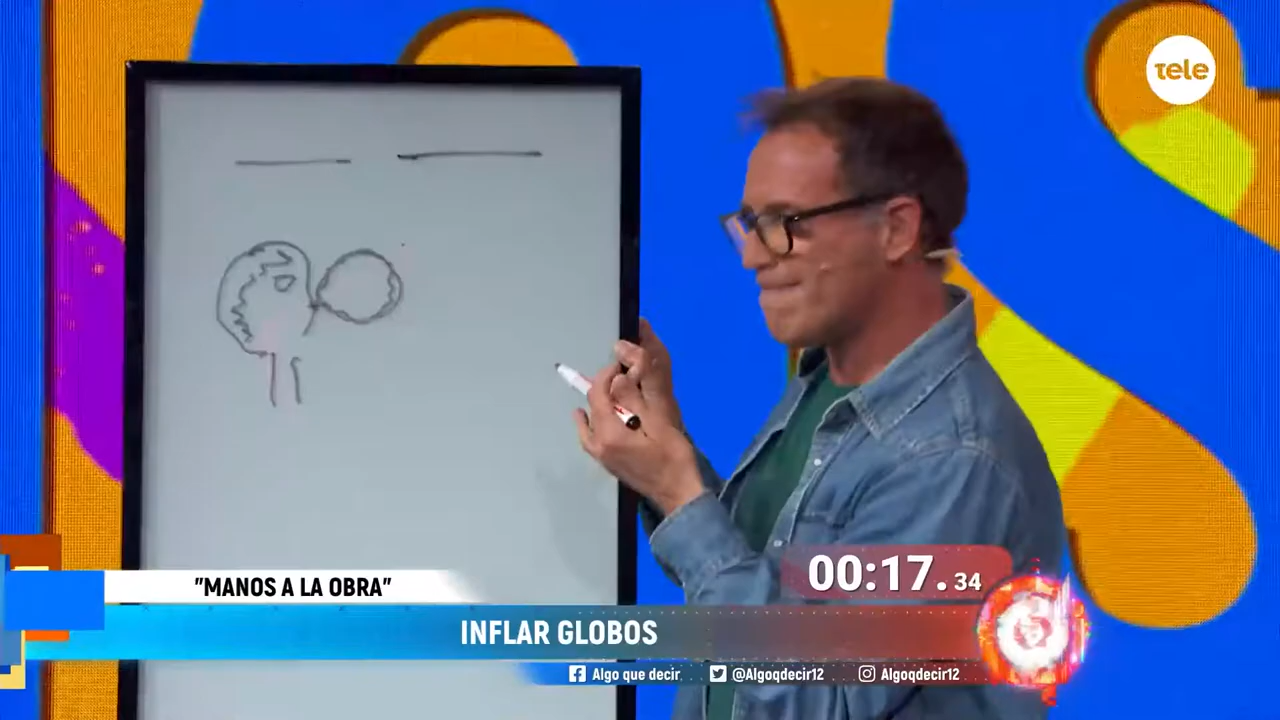 tele
"MANOS A LA OBRA"
00:17.34
INFLAR GLOBOS
Algo que decir
@Algoqdecir12
Algoqdecir12